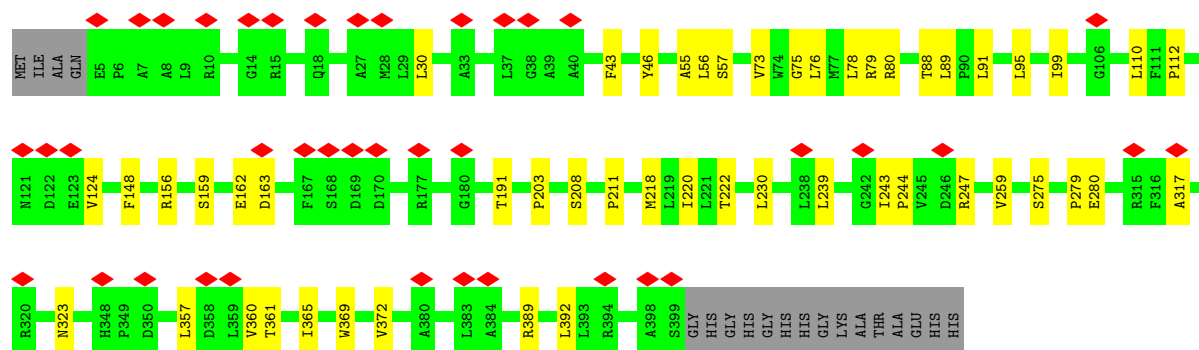 MET ILE ALA GLN E5 P6 A7 A8 L9 R10 G14 R15 Q18 A27 M28 L29 L30 A33 L37 G38 A39 A40 F43 Y46 A55 L56 S57 V73 W74 G75 L76 M77 L78 R79 R80 T88 L89 P90 L91 L95 I99 G106 L110 F111 P112
N121 D122 E123 V124 F148 R156 S159 E162 D163 F167 S168 D169 D170 R177 G180 T191 P203 S208 P211 M218 L219 I220 L221 T222 L230 L238 L239 G242 I243 P244 V245 D246 R247 V259 S275 P279 E280 R315 F316 A317
R320 N323 H348 P349 D350 L357 D358 L359 V360 T361 I365 W369 V372 A380 L383 A384 R389 L392 L393 R394 A398 S399 GLY HIS GLY HIS GLY HIS HIS GLY LYS ALA THR ALA GLU HIS HIS